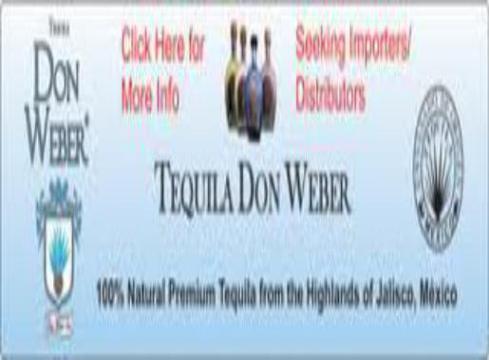 TEQUILA
DON
WEBER
Click Here for
More Info
Seeking Importers/
Distributors
TEQUILA DON WEBER
100% Natural Premium Tequila from the Highlands of Jalisco, México